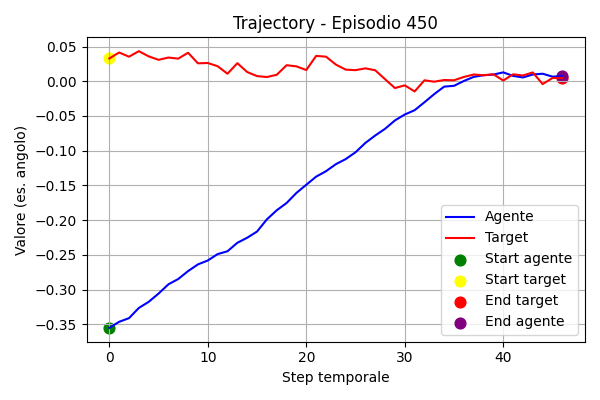 Trajectory - Episodio 450
Valore (es. angolo)
0.05
0.00
−0.05
−0.10
−0.15
−0.20
−0.25
−0.30
−0.35
0
10
20
30
40
Step temporale
Agente
Target
Start agente
Start target
End target
End agente